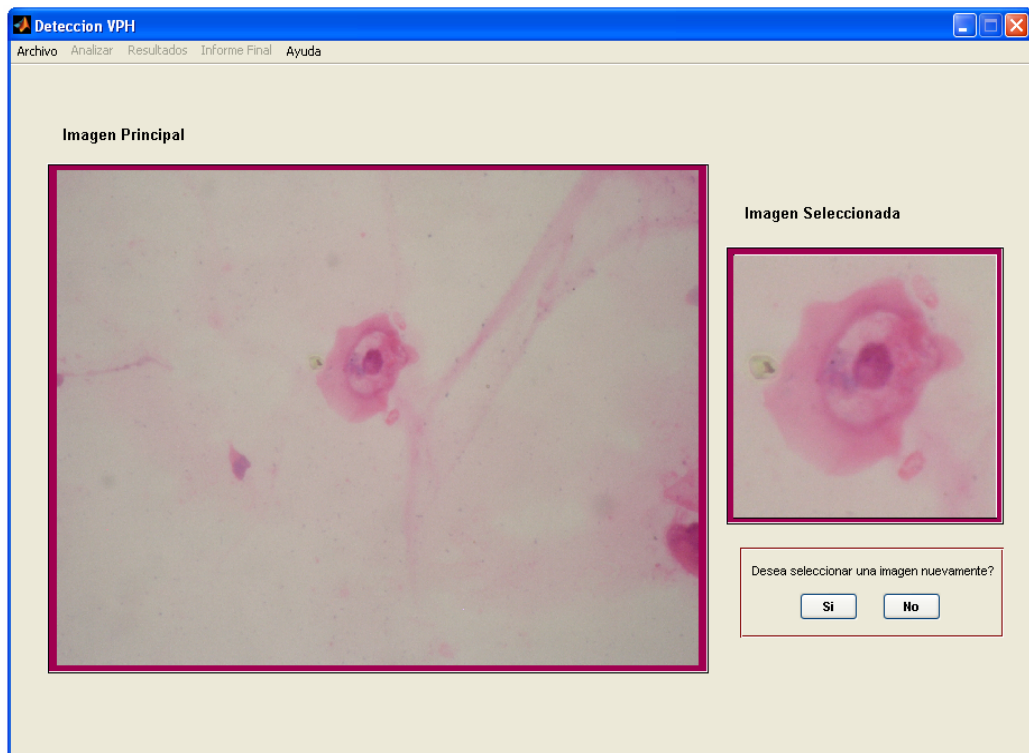 Deteccion VPH
Archivo Analizar Resultados Informe Final Ayuda
Imagen Principal
Imagen Seleccionada
Desea seleccionar una imagen nuevamente?
Si No